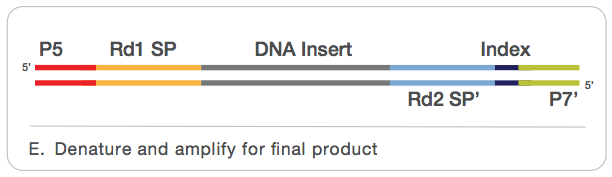 P5 Rd1 SP DNA Insert Index
5'
5'
Rd2 SP’ P7’
E. Denature and amplify for final product